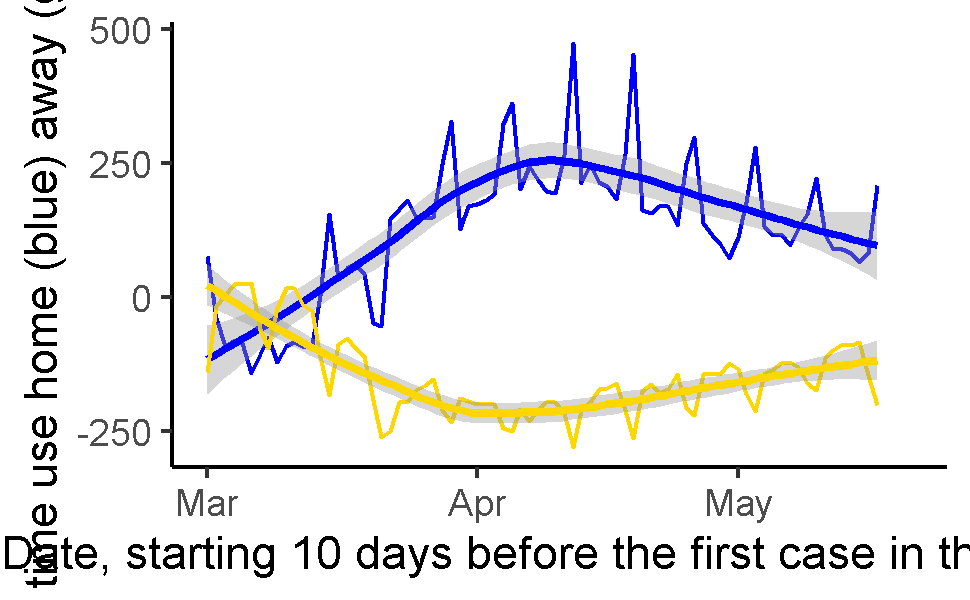 time use home (blue) away (
500
250
0
-250
Mar Apr May
Date, starting 10 days before the first case in th